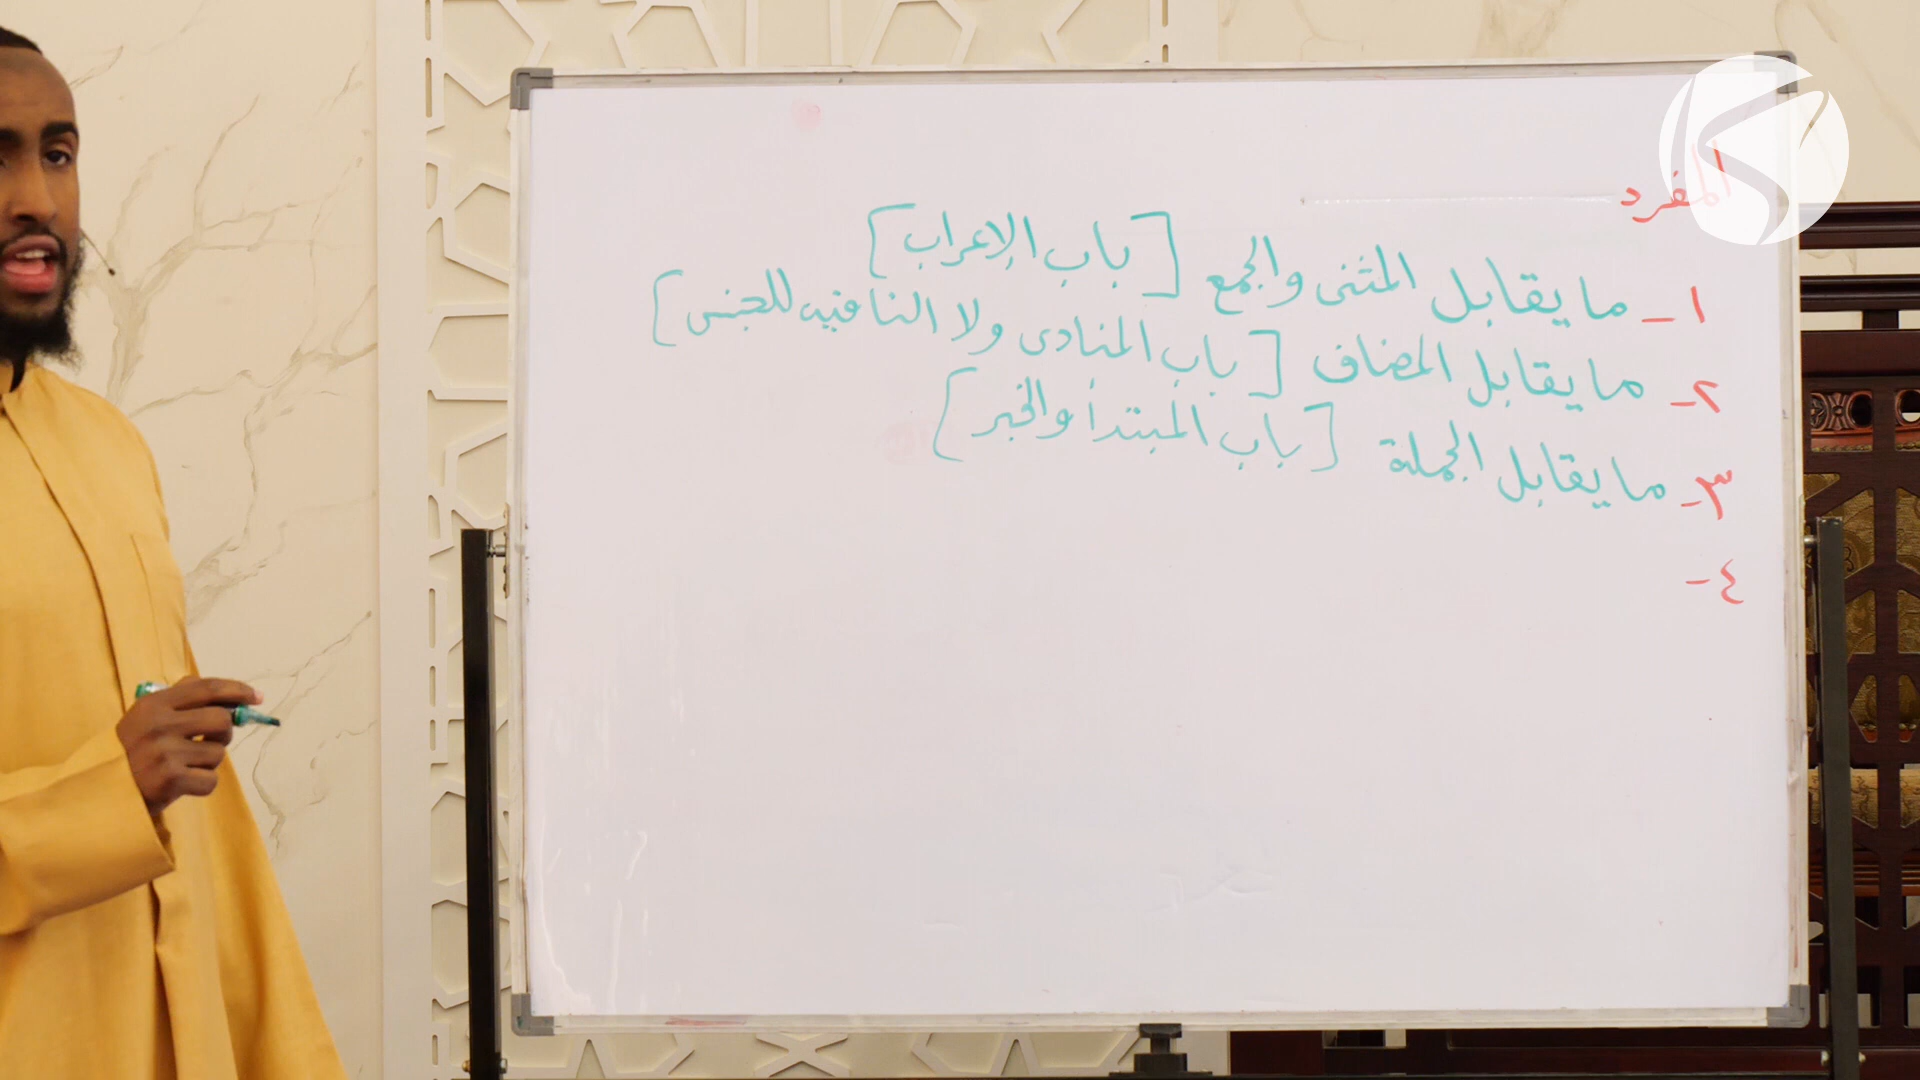 المفرد
١- ما يقابل المثنى والجمع [باب الإعراب]
٢- ما يقابل المضاف [باب المنادى ولا النافية للجنس]
٣- ما يقابل الجملة [باب المبتدأ والخبر]
٤-